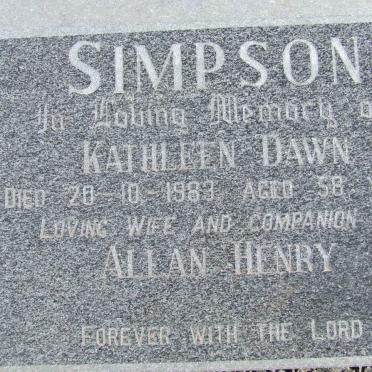 SIMPSON
In Loving Memory o
KATHLEEN DAWN
DIED 20-10-1983 AGED 58
LOVING WIFE AND COMPANION
ALLAN HENRY
FOREVER WITH THE LORD